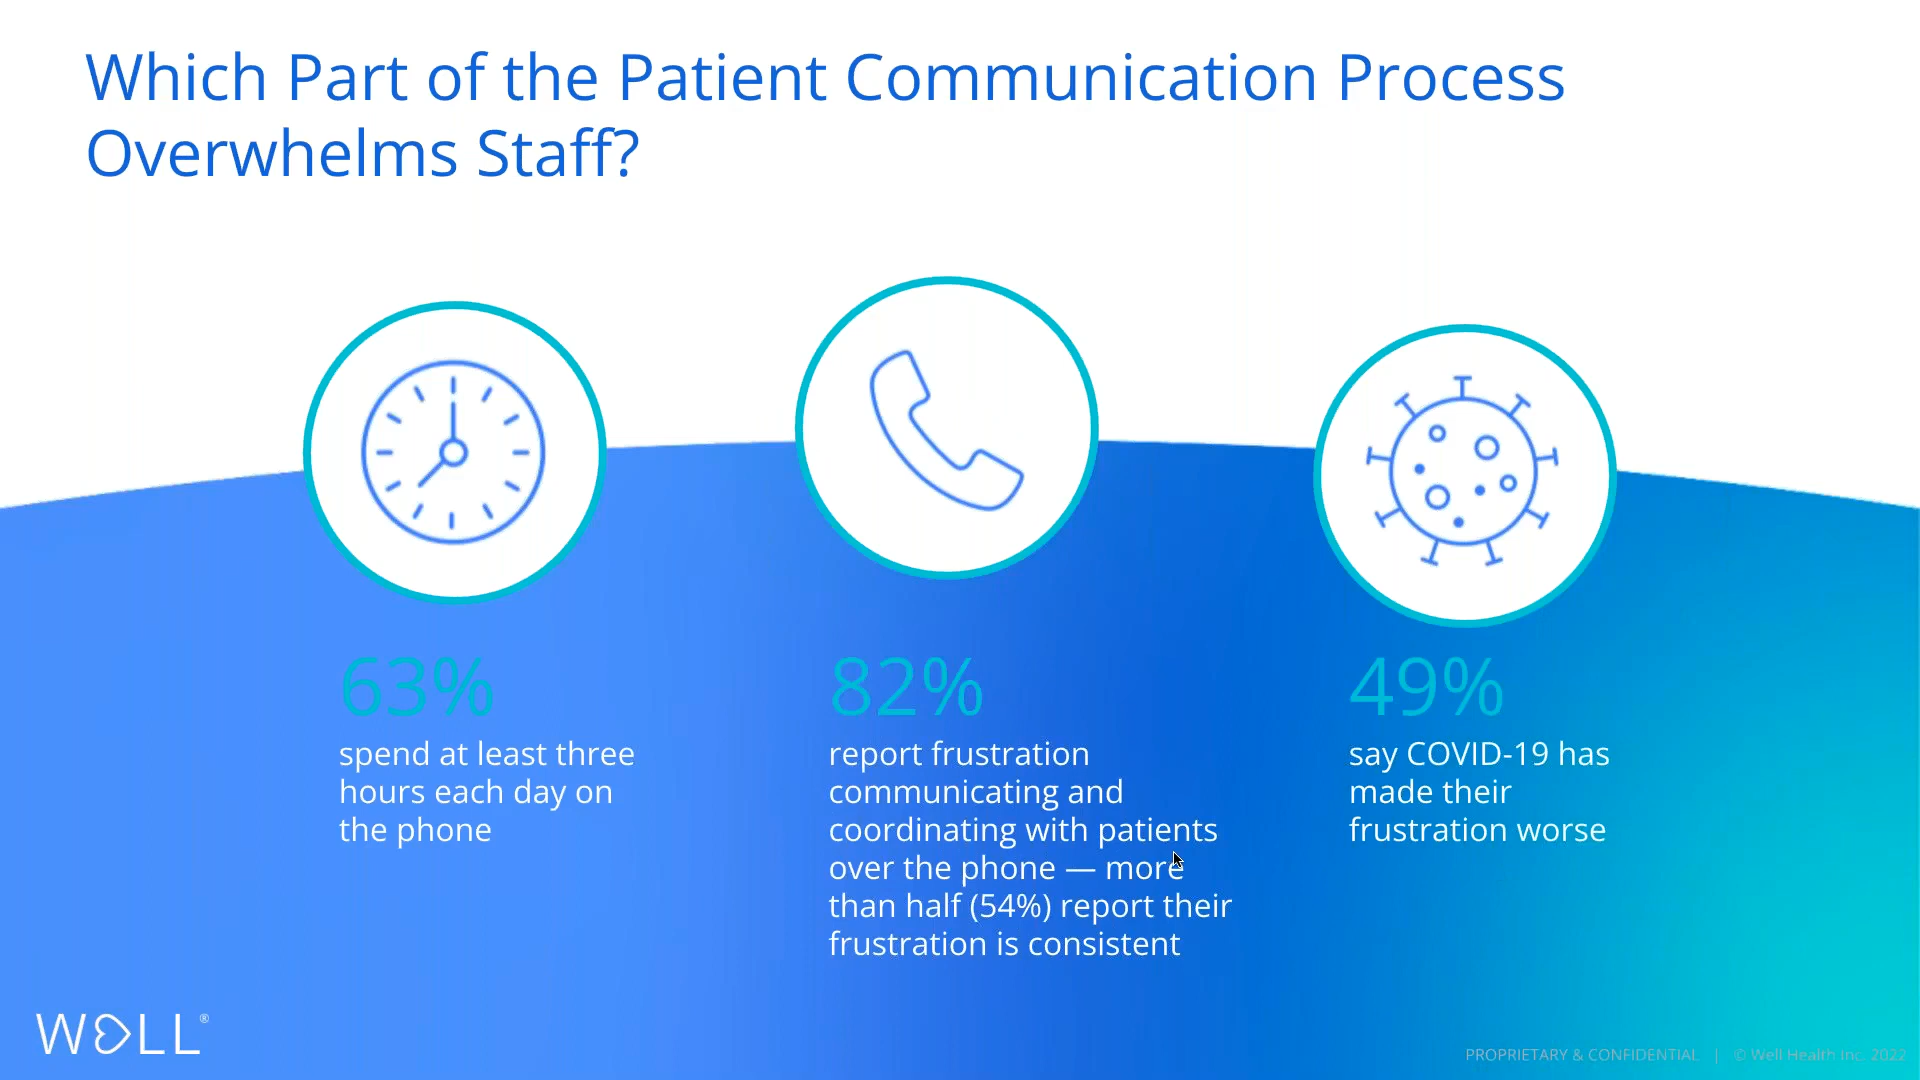 Which Part of the Patient Communication Process
Overwhelms Staff?
63%
spend at least three
hours each day on
the phone
82%
report frustration
communicating and
coordinating with patients
over the phone — more
than half (54%) report their
frustration is consistent
49%
say COVID-19 has
made their
frustration worse
WELL®
PROPRIETARY & CONFIDENTIAL | © Well Health Inc. 2022